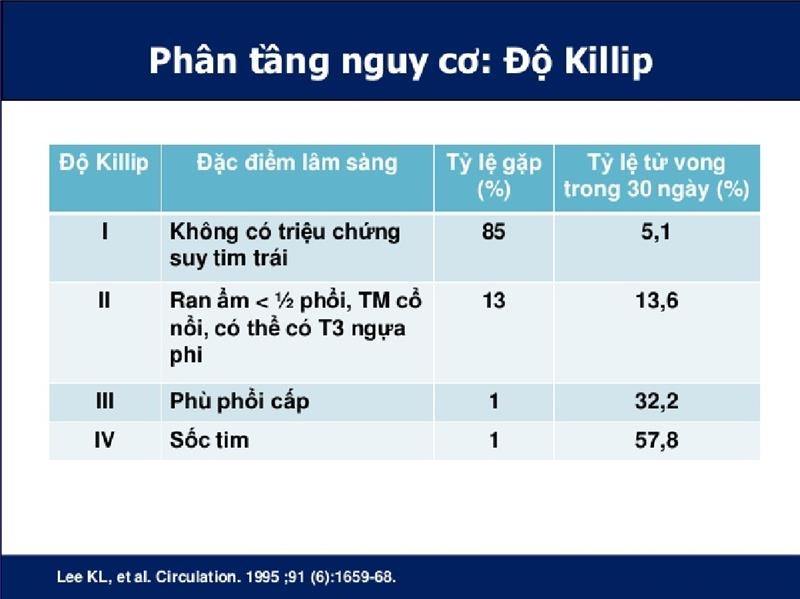 Phân tầng nguy cơ: Độ Killip
Độ Killip
Đặc điểm lâm sàng
Tỷ lệ gặp
(%)
Tỷ lệ tử vong
trong 30 ngày (%)
I
Không có triệu chứng
suy tim trái
85
5,1
II
Ran ẩm < ½ phổi, TM cổ
nổi, có thể có T3 ngựa
phi
13
13,6
III
Phù phổi cấp
1
32,2
IV
Sốc tim
1
57,8
Lee KL, et al. Circulation. 1995 ;91 (6):1659-68.